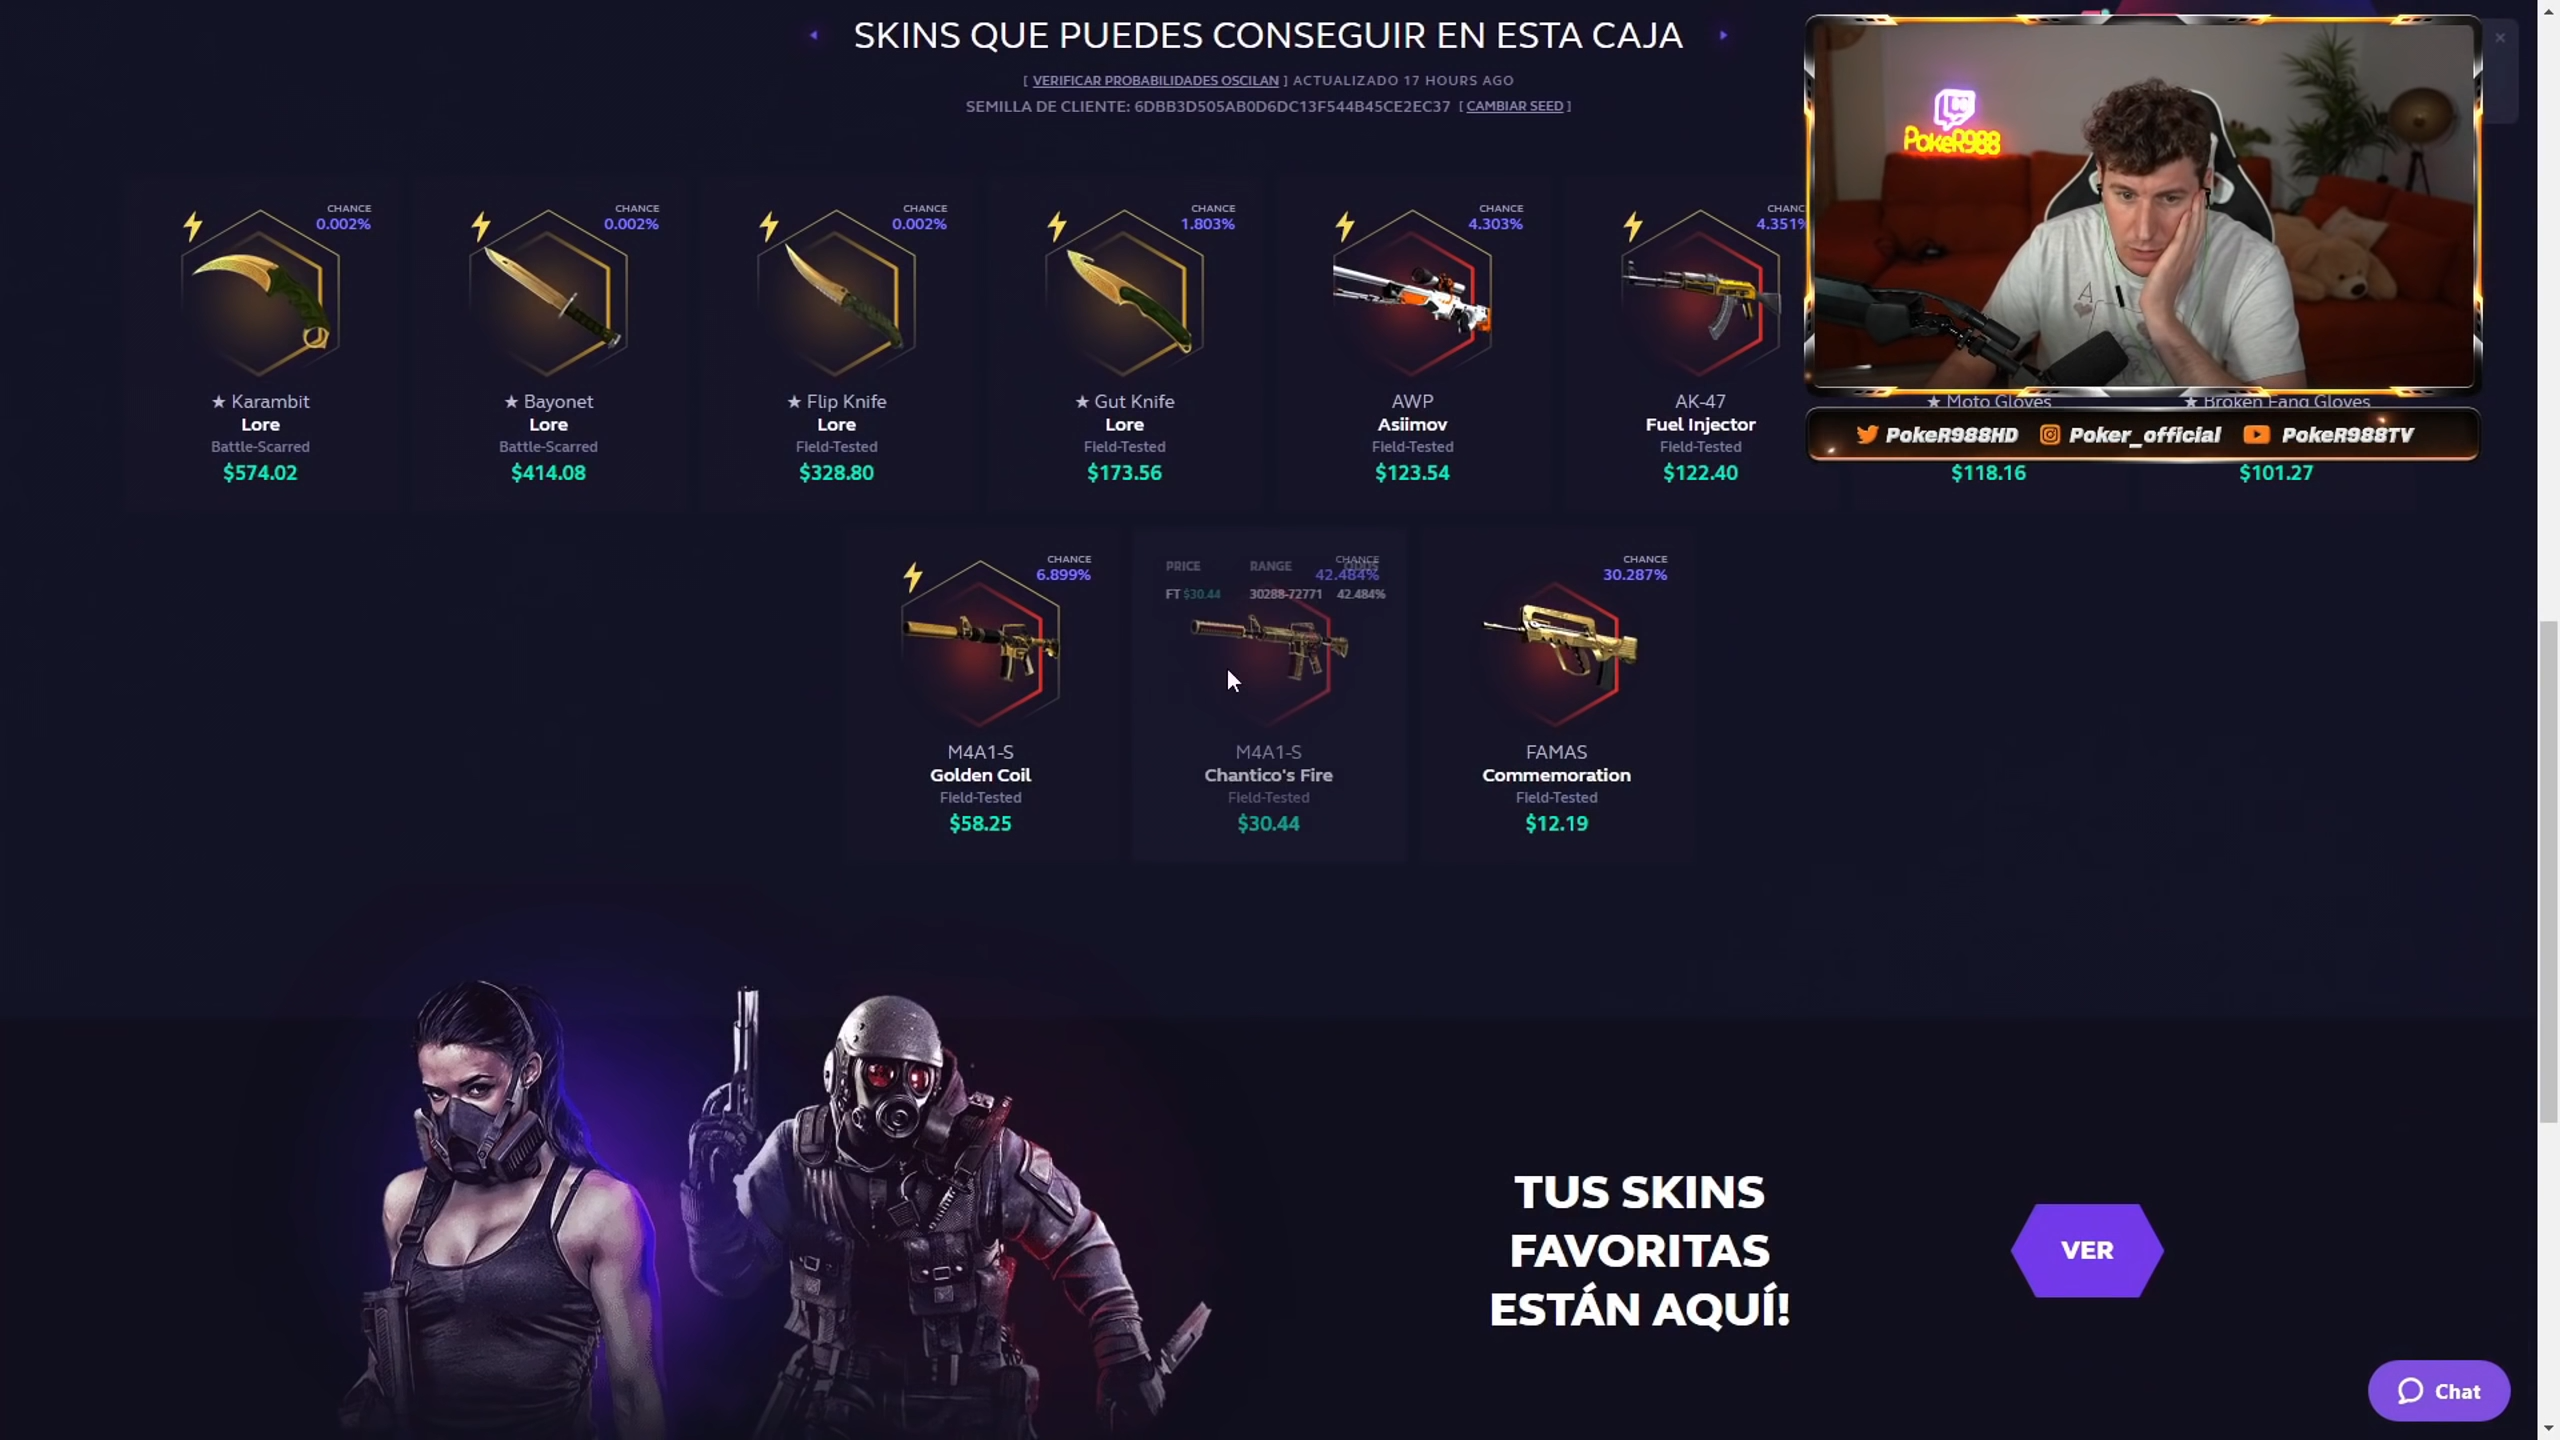 SKINS QUE PUEDES CONSEGUIR EN ESTA CAJA
[ VERIFICAR PROBABILIDADES OSCILAN ] ACTUALIZADO 17 HOURS AGO
SEMILLA DE CLIENTE: 6DBB3D505AB0D6DC13F544B45CE2EC37 [ CAMBIAR SEED ]
PokeR988
CHANCE
0.002%
★ Karambit
Lore
Battle-Scarred
$574.02
CHANCE
0.002%
★ Bayonet
Lore
Battle-Scarred
$414.08
CHANCE
0.002%
★ Flip Knife
Lore
Field-Tested
$328.80
CHANCE
1.803%
★ Gut Knife
Lore
Field-Tested
$173.56
CHANCE
4.303%
AWP
Asiimov
Field-Tested
$123.54
CHANC
4.351%
AK-47
Fuel Injector
Field-Tested
$122.40
★ Moto Gloves
$118.16
★ Broken Fang Gloves
$101.27
PokeR988HD Poker_official PokeR988TV
CHANCE
6.899%
M4A1-S
Golden Coil
Field-Tested
$58.25
CHANCE
42.484%
PRICE RANGE
FT $30.44 30288-72771 42.484%
M4A1-S
Chantico's Fire
Field-Tested
$30.44
CHANCE
30.287%
FAMAS
Commemoration
Field-Tested
$12.19
TUS SKINS
FAVORITAS
ESTÁN AQUÍ!
VER
Chat